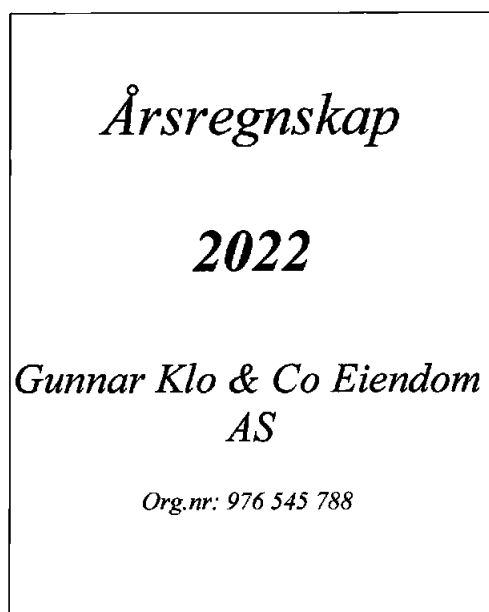 Årsregnskap
2022
Gunnar Klo & Co Eiendom
AS
Org.nr: 976 545 788